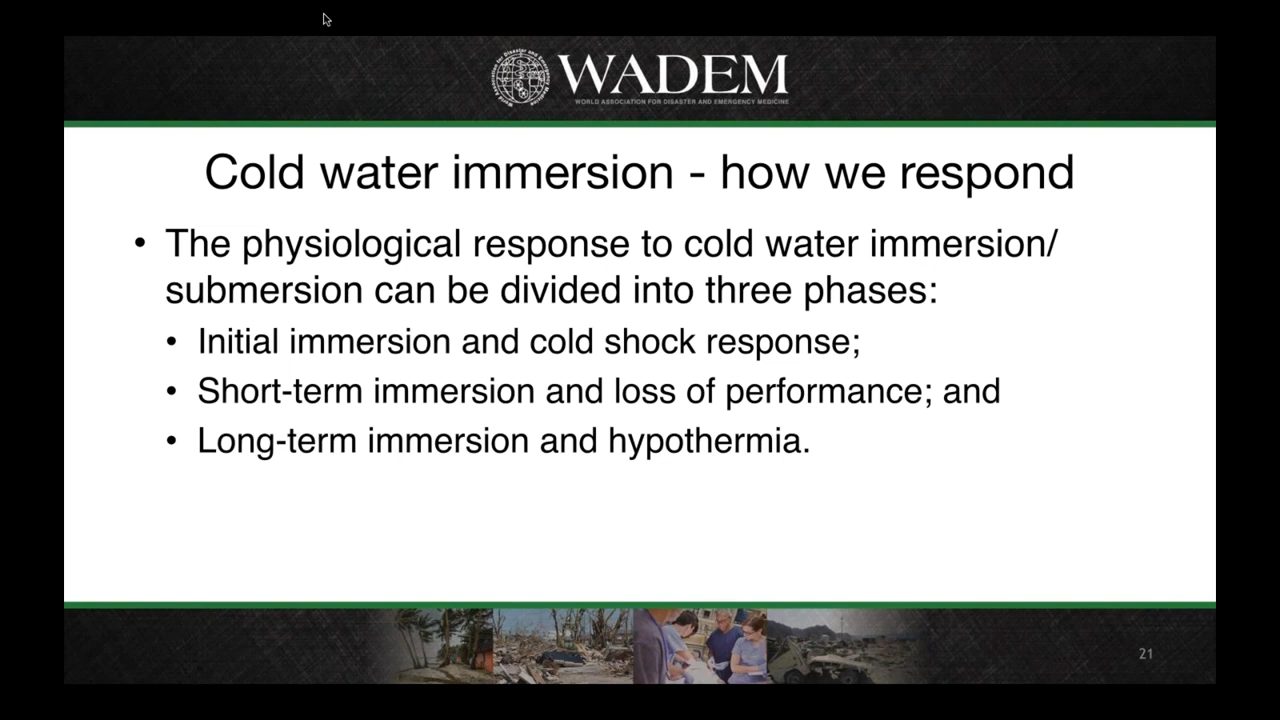 WADEM
WORLD ASSOCIATION FOR DISASTER AND EMERGENCY MEDICINE
Cold water immersion - how we respond
• The physiological response to cold water immersion/
submersion can be divided into three phases:
• Initial immersion and cold shock response;
• Short-term immersion and loss of performance; and
• Long-term immersion and hypothermia.
21